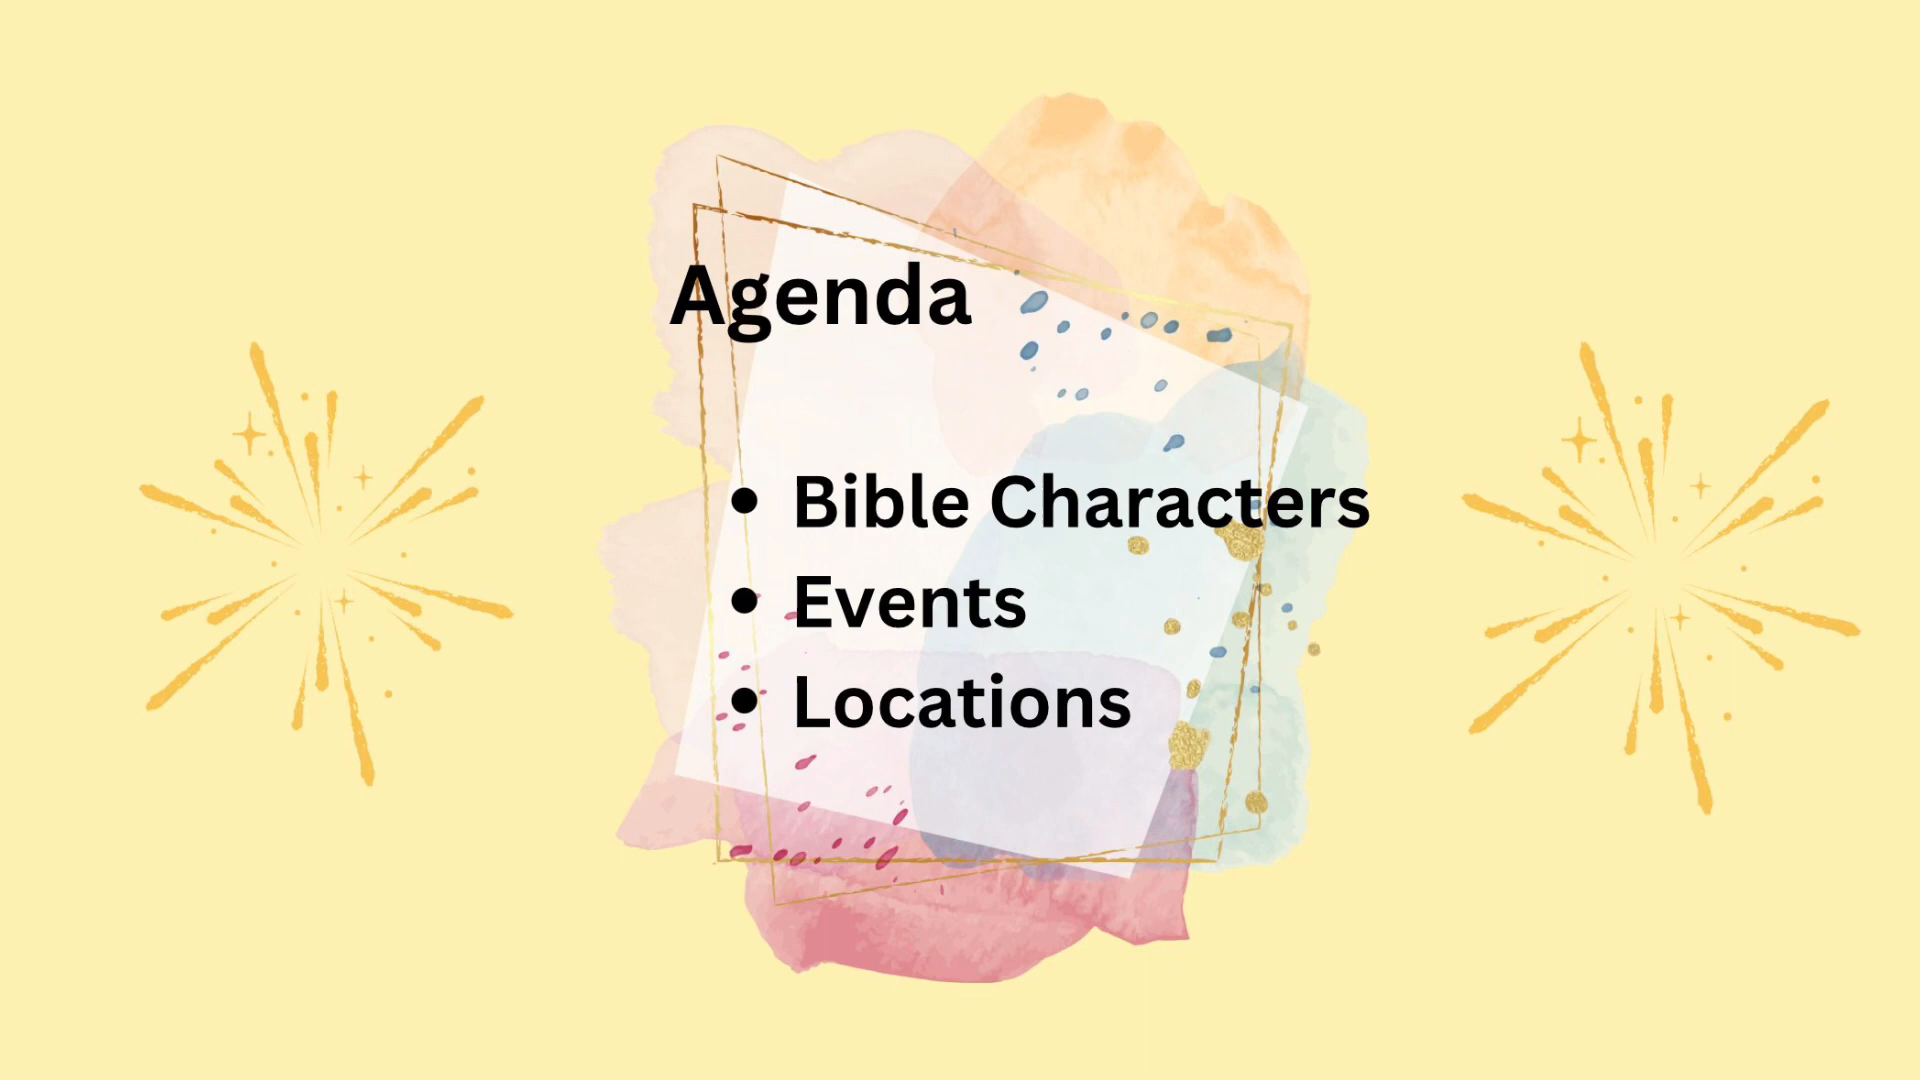 Agenda
• Bible Characters
• Events
• Locations